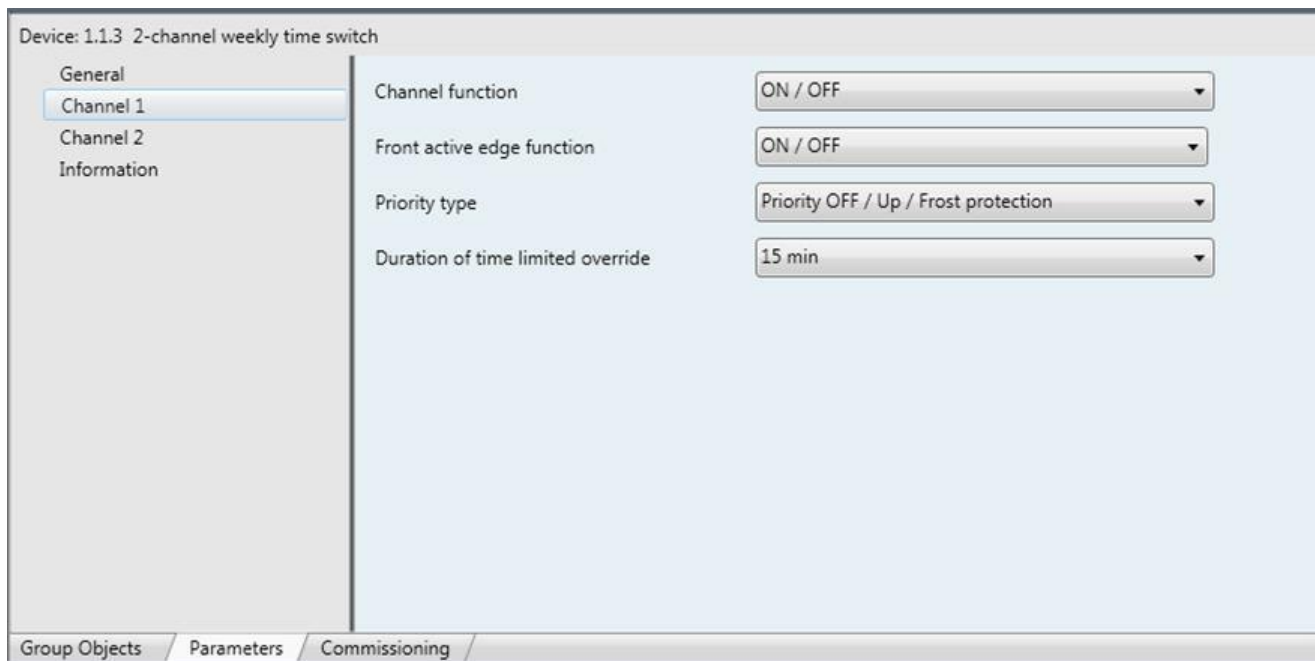 Device: 1.1.3 2-channel weekly time switch
General
Channel 1
Channel 2
Information
Channel function ON / OFF
Front active edge function ON / OFF
Priority type Priority OFF / Up / Frost protection
Duration of time limited override 15 min
Group Objects Parameters Commissioning